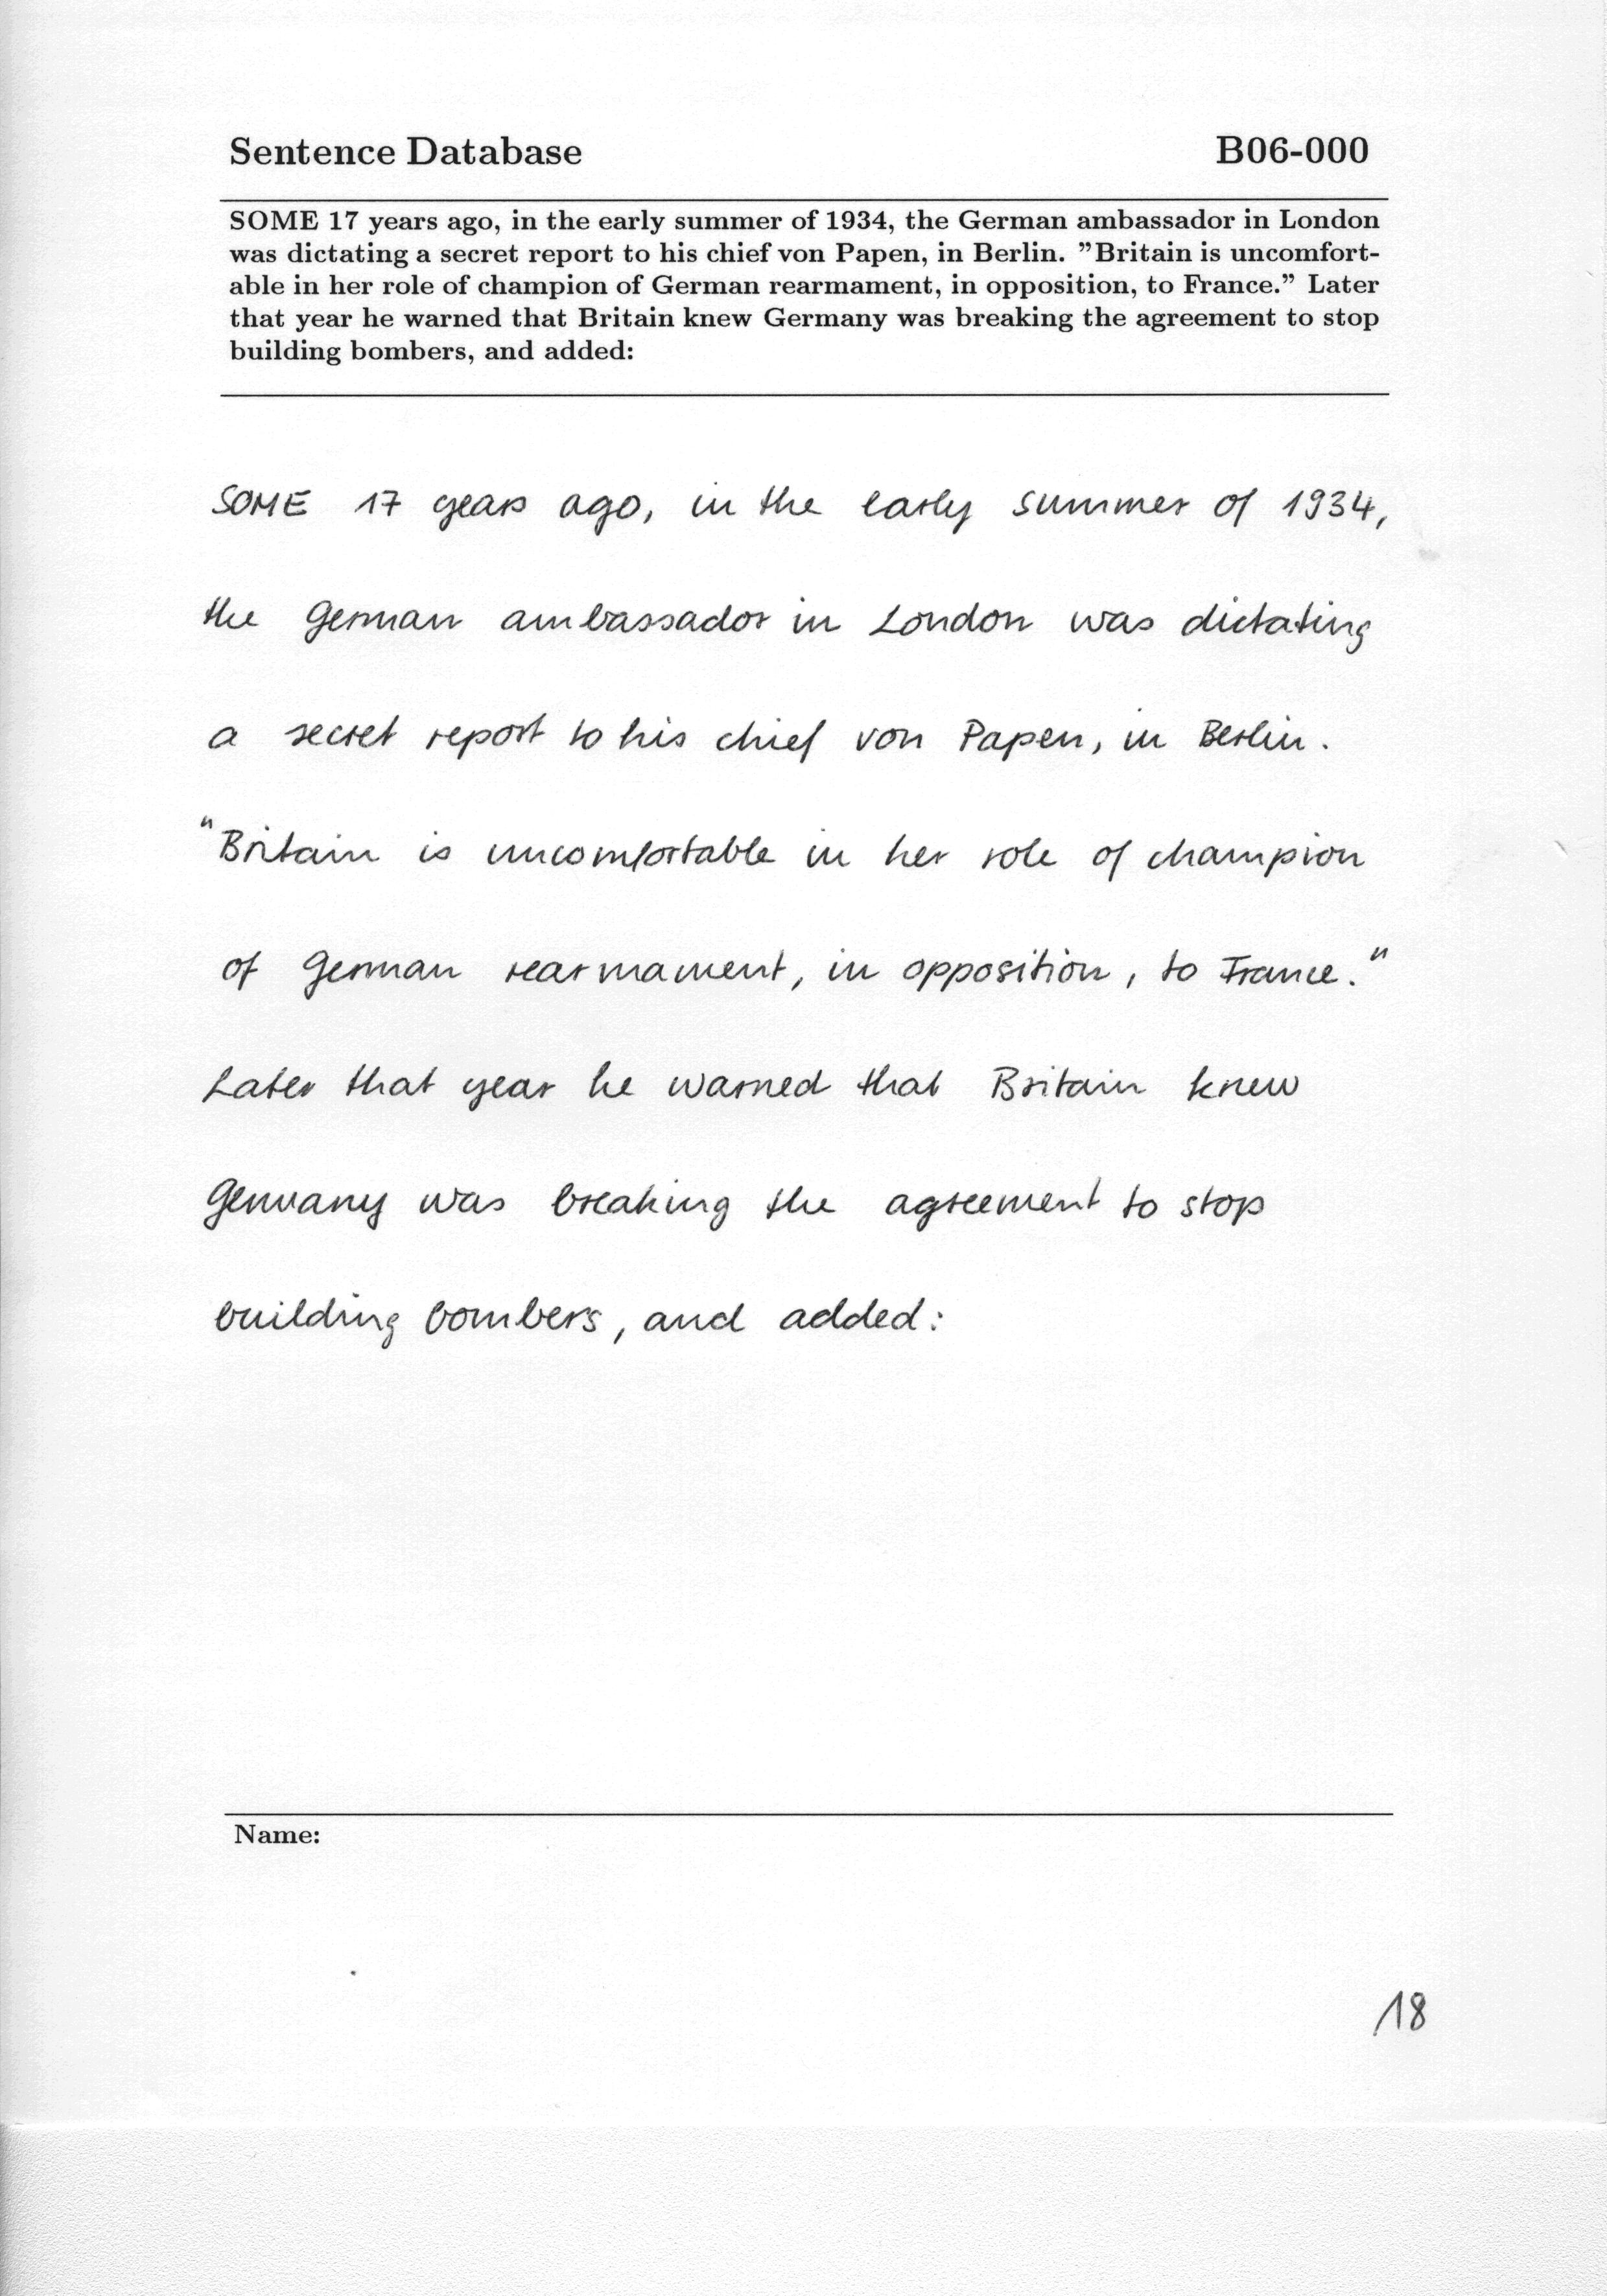 Sentence Database B06-000
SOME 17 years ago, in the early summer of 1934, the German ambassador in London
was dictating a secret report to his chief von Papen, in Berlin. ”Britain is uncomfort-
able in her role of champion of German rearmament, in opposition, to France.” Later
that year he warned that Britain knew Germany was breaking the agreement to stop
building bombers, and added:
SOME 17 years ago, in the early summer of 1934,
the German ambassador in London was dictating
a secret report to his chief von Papen, in Berlin.
"Britain is uncomfortable in her role of champion
of German rearmament, in opposition, to France."
Later that year he warned that Britain knew
Germany was breaking the agreement to stop
building bombers, and added:
Name:
18